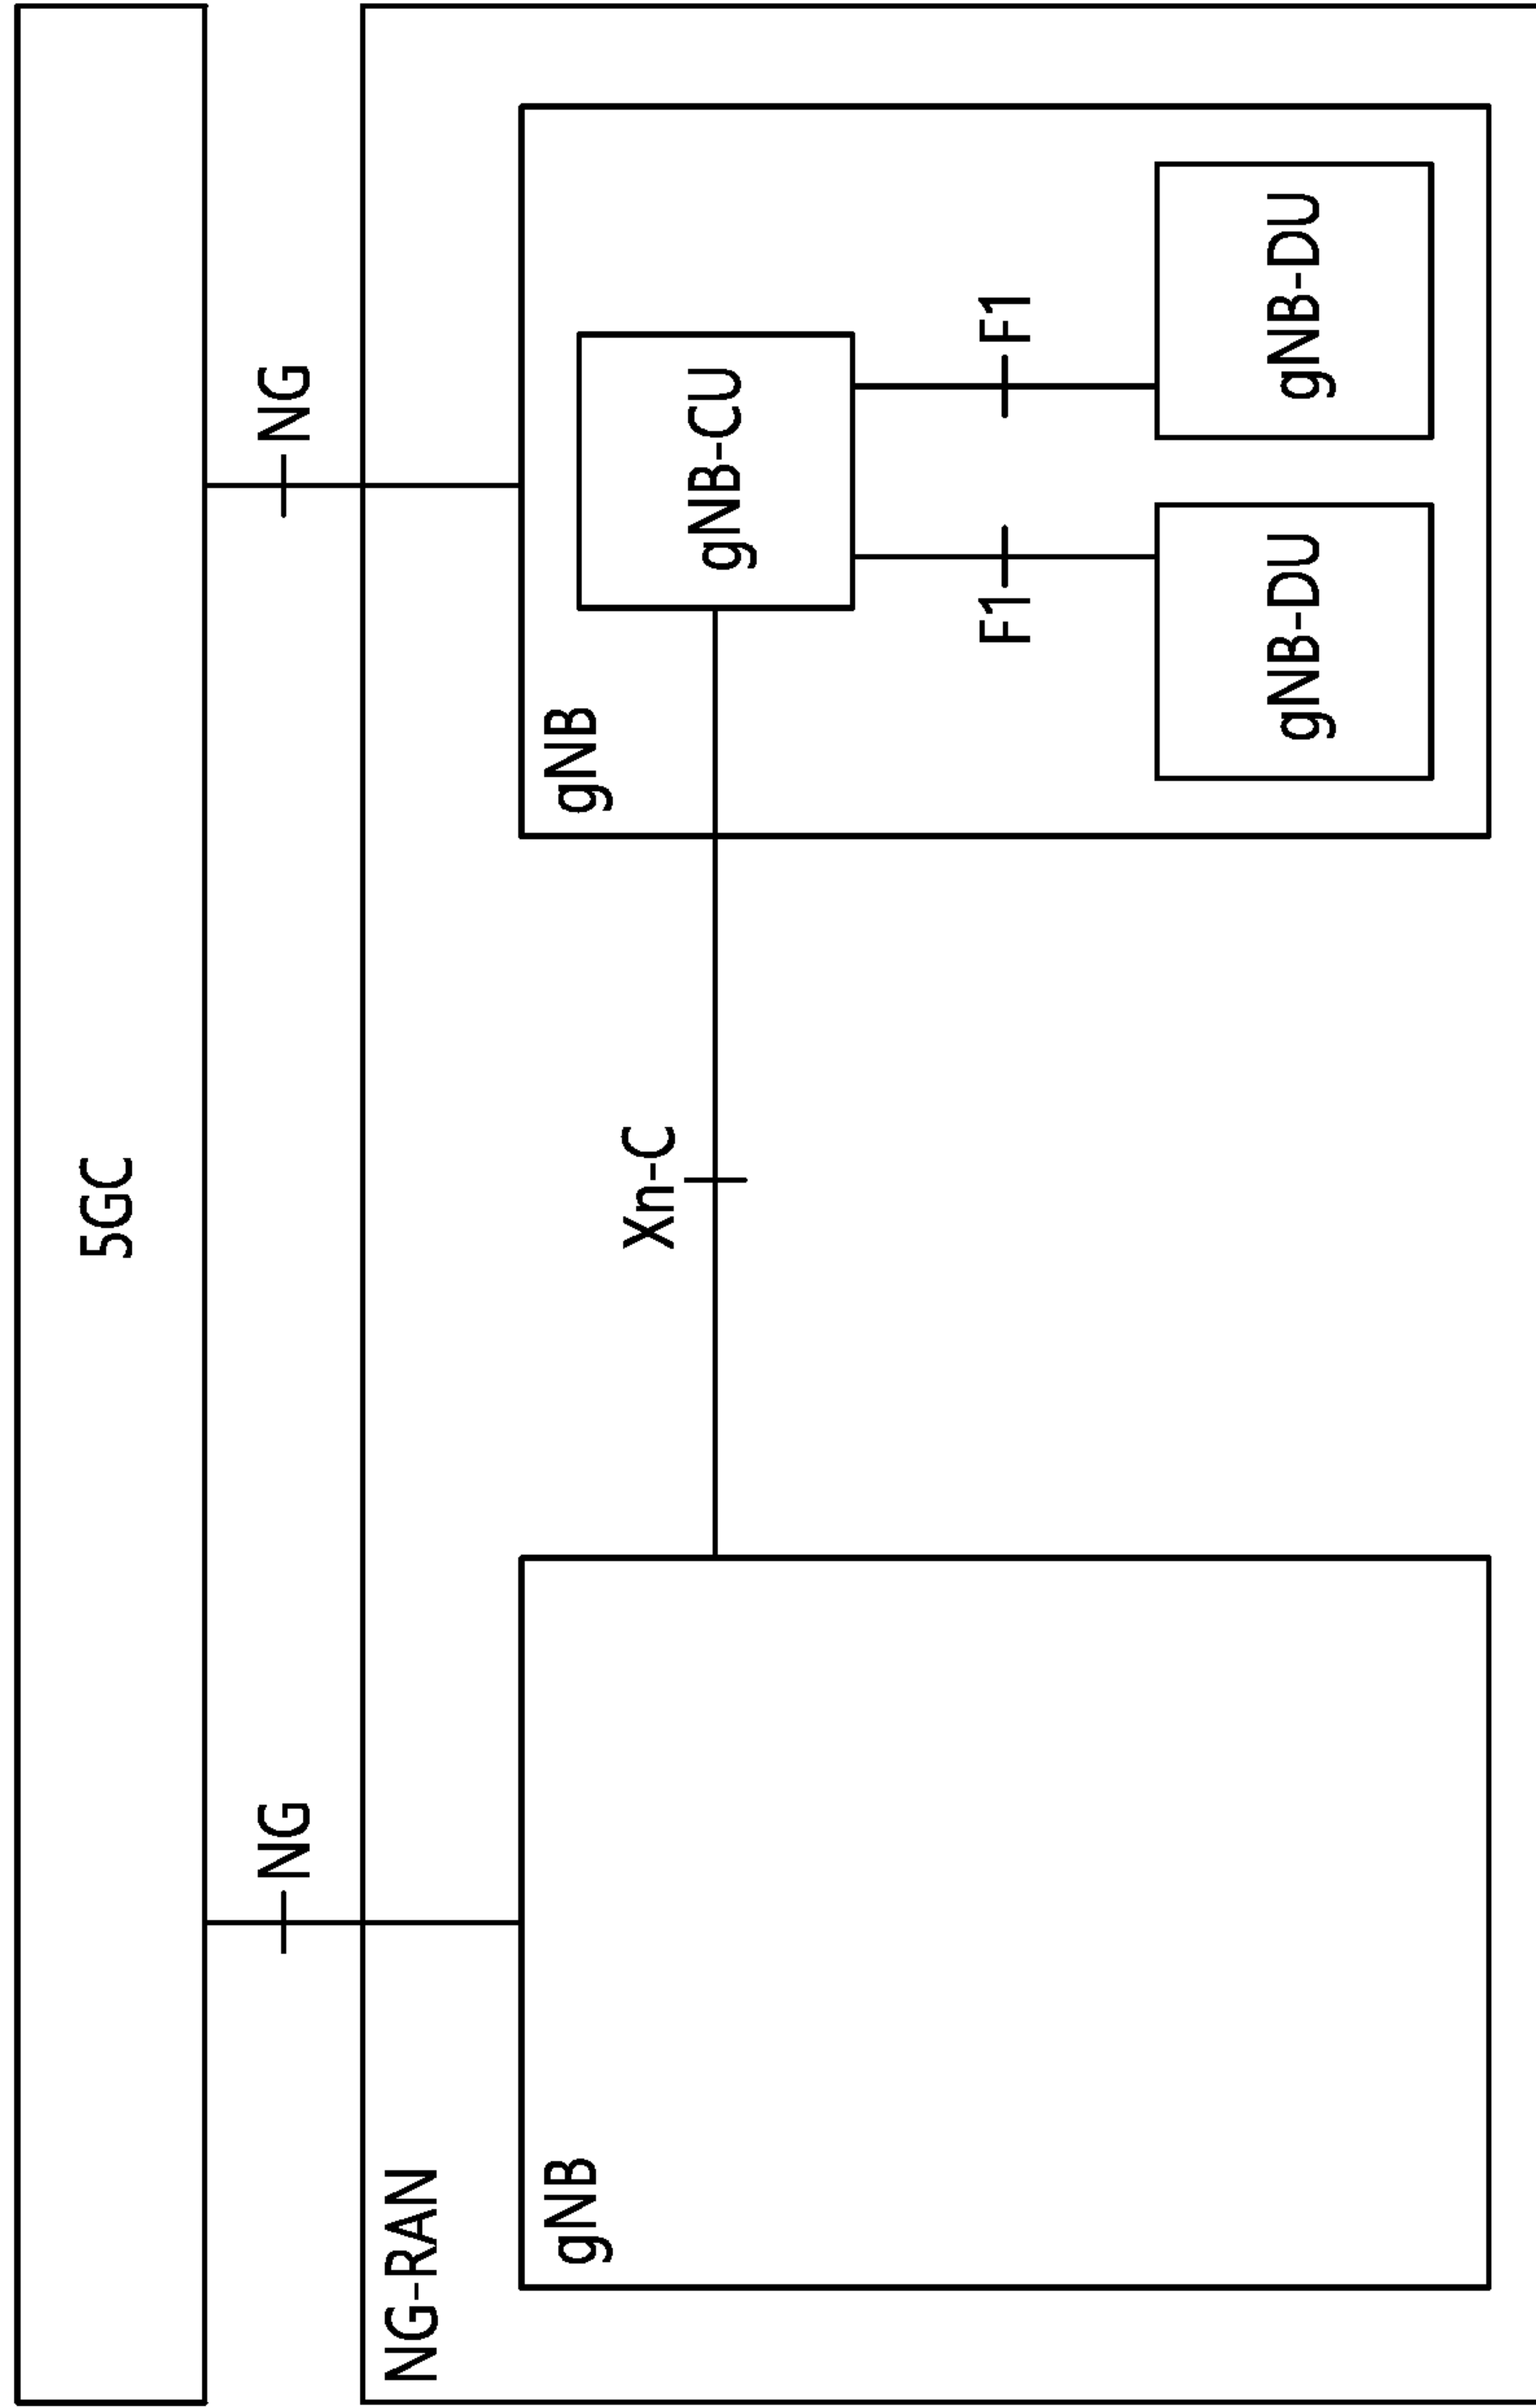 5GC
NG
NG
NG-RAN
gNB
gNB
Xn-C
gNB-CU
F1
F1
gNB-DU
gNB-DU